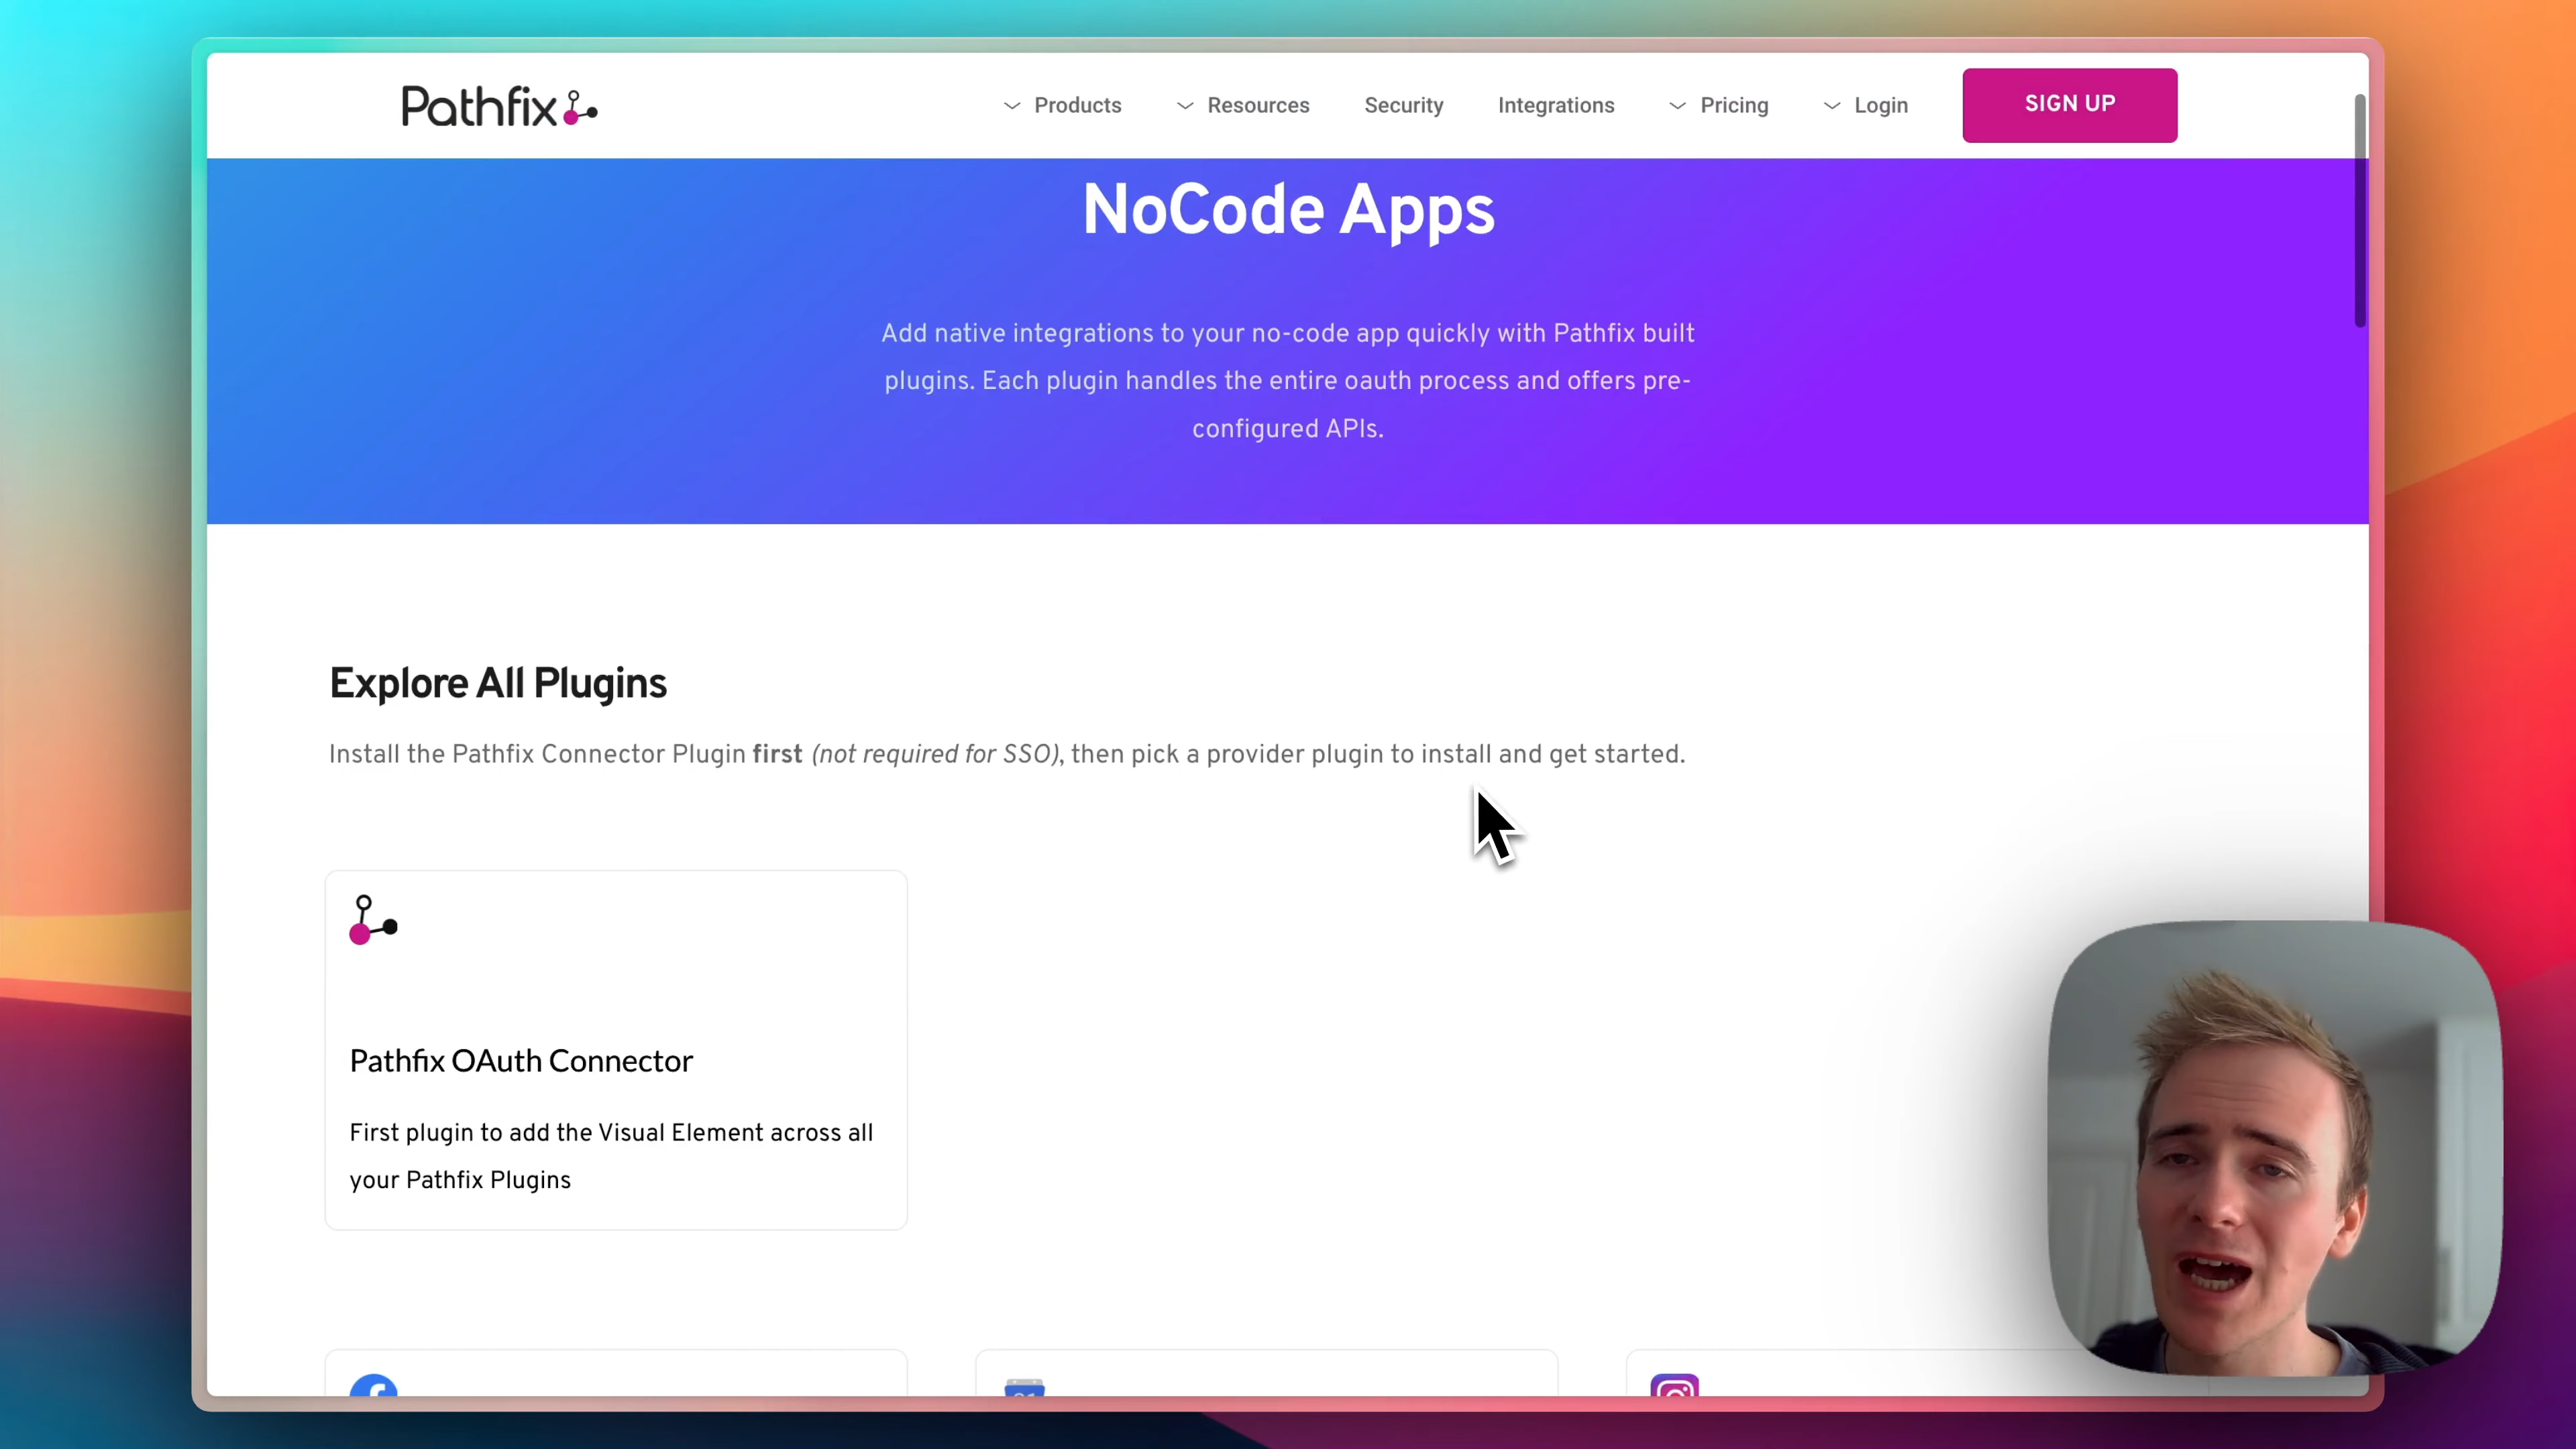 Pathfix
Products
Resources
Security
Integrations
Pricing
Login
SIGN UP
NoCode Apps
Add native integrations to your no-code app quickly with Pathfix built
plugins. Each plugin handles the entire oauth process and offers pre-
configured APIs.
Explore All Plugins
Install the Pathfix Connector Plugin first (not required for SSO), then pick a provider plugin to install and get started.
Pathfix OAuth Connector
First plugin to add the Visual Element across all
your Pathfix Plugins